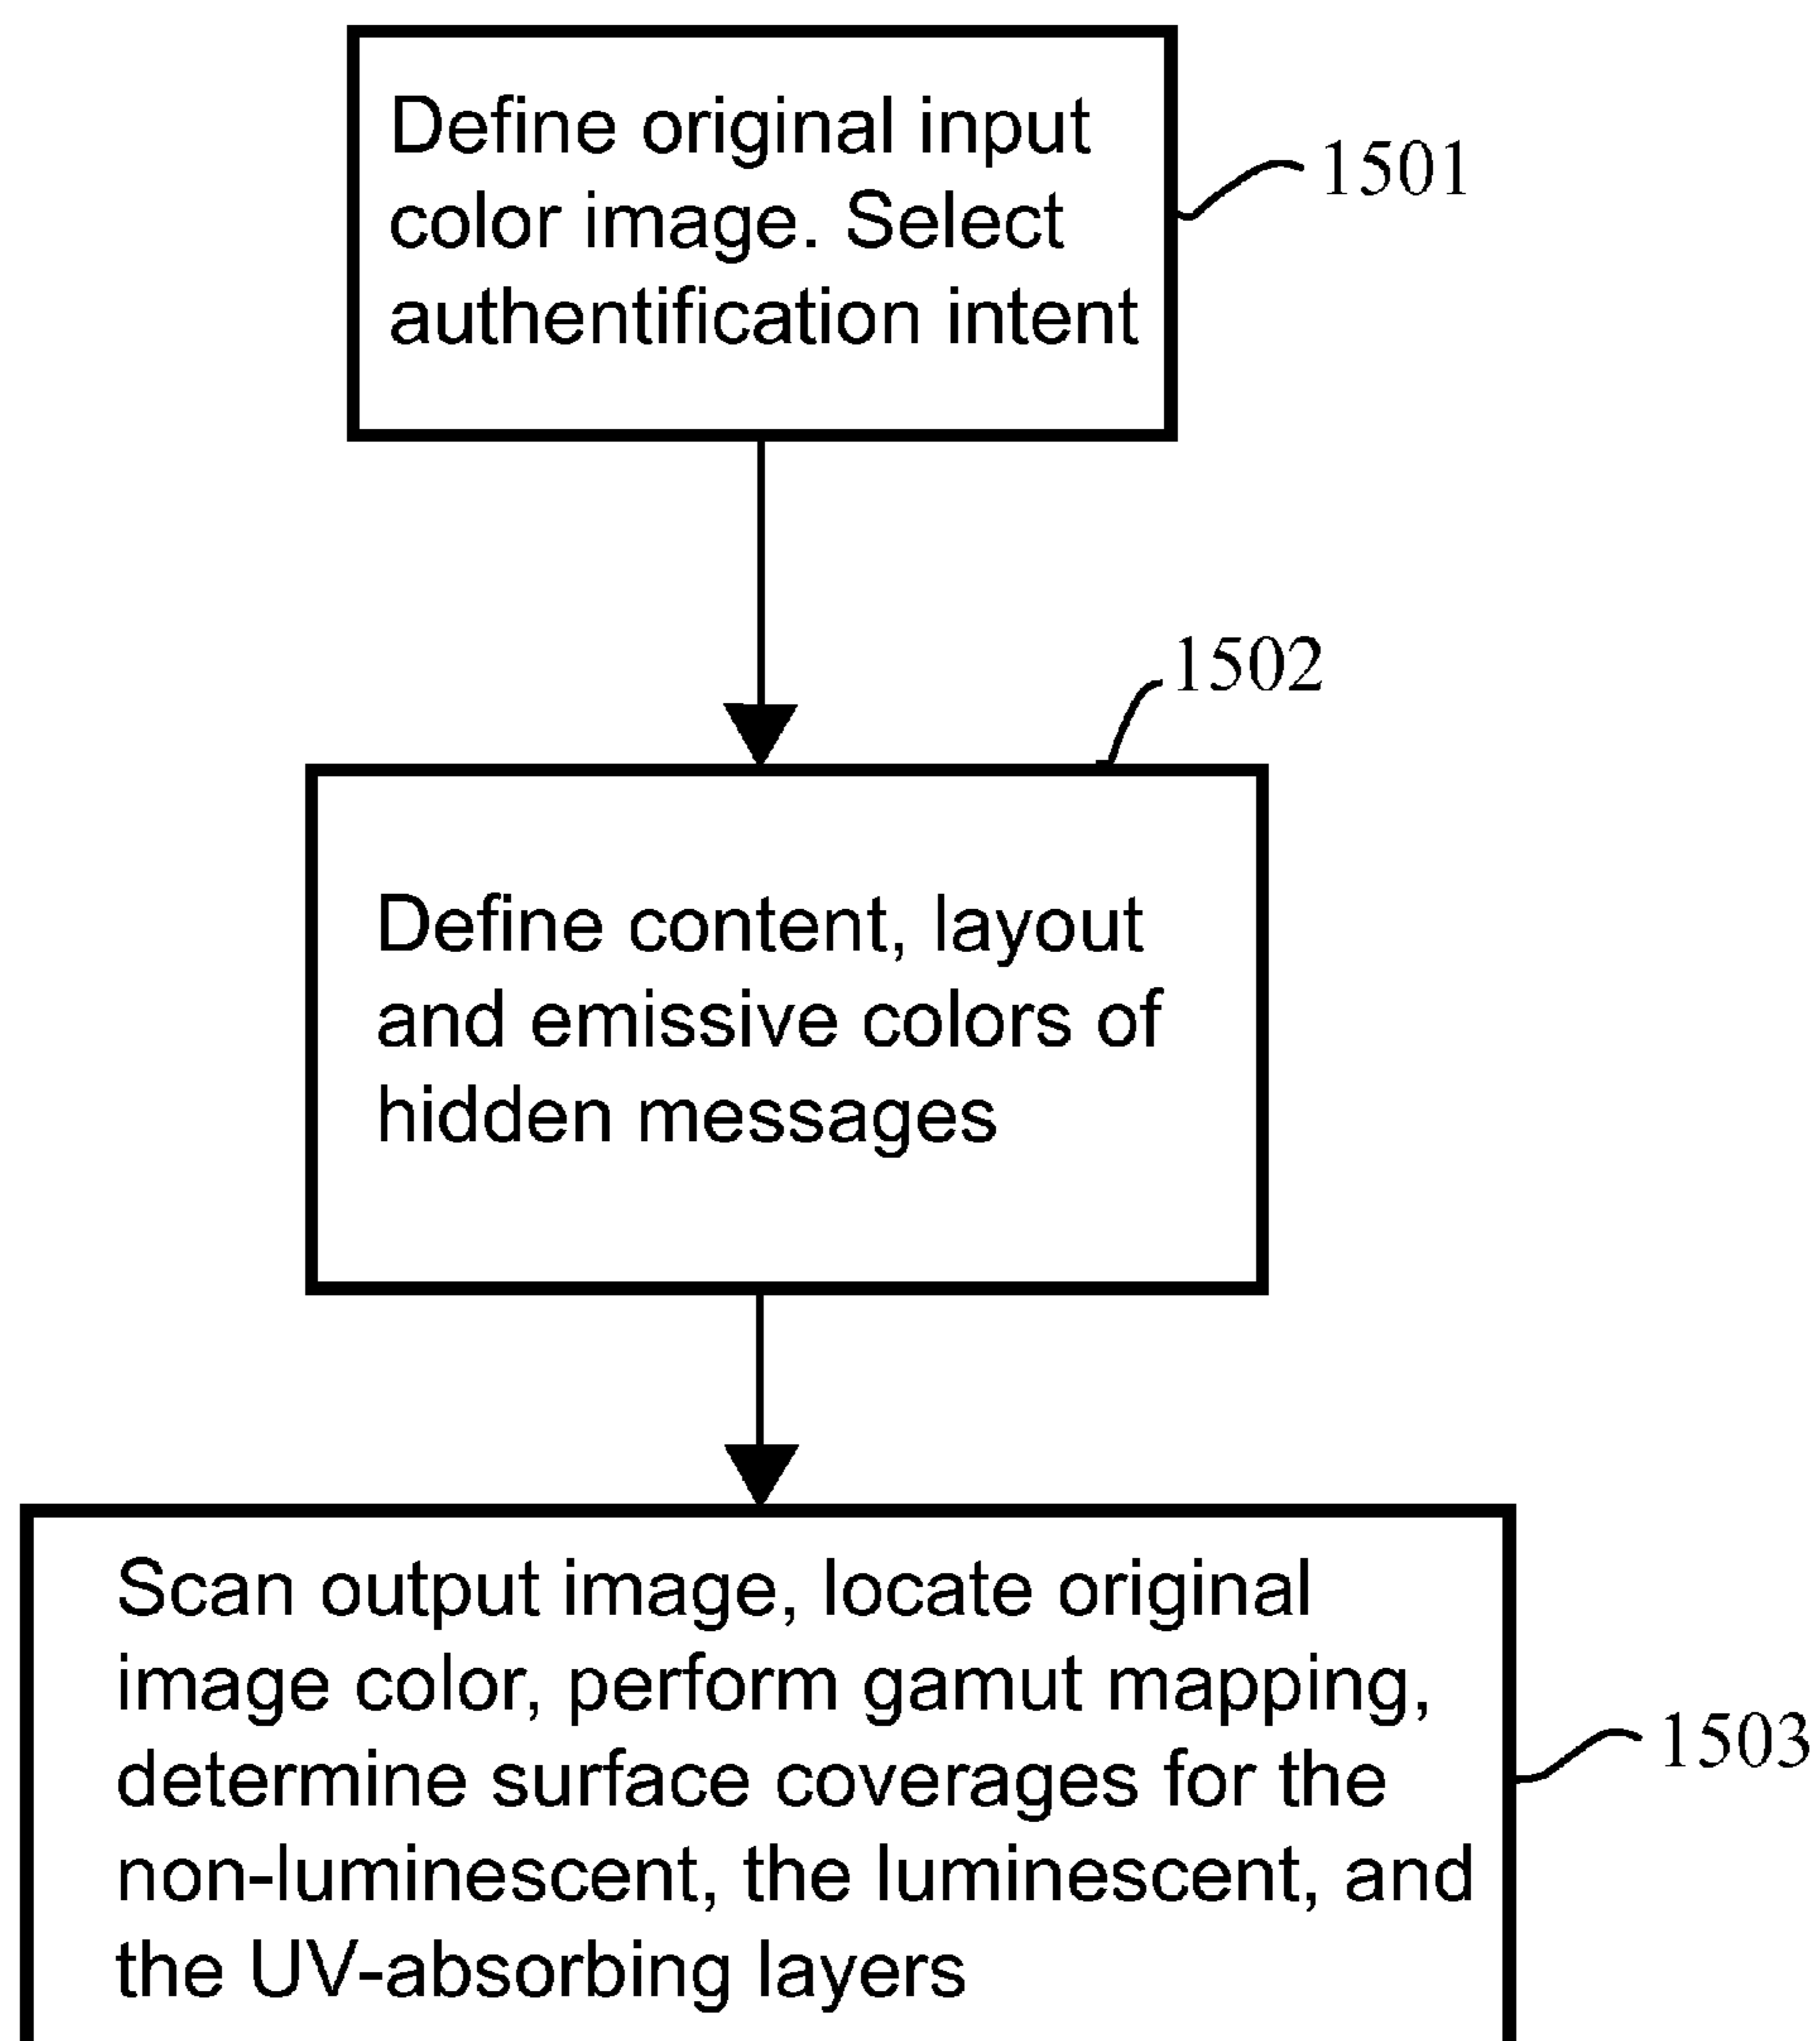 Define original input
color image. Select
authentification intent
1501
1502
Define content, layout
and emissive colors of
hidden messages
Scan output image, locate original
image color, perform gamut mapping,
determine surface coverages for the
non-luminescent, the luminescent, and
the UV-absorbing layers
1503